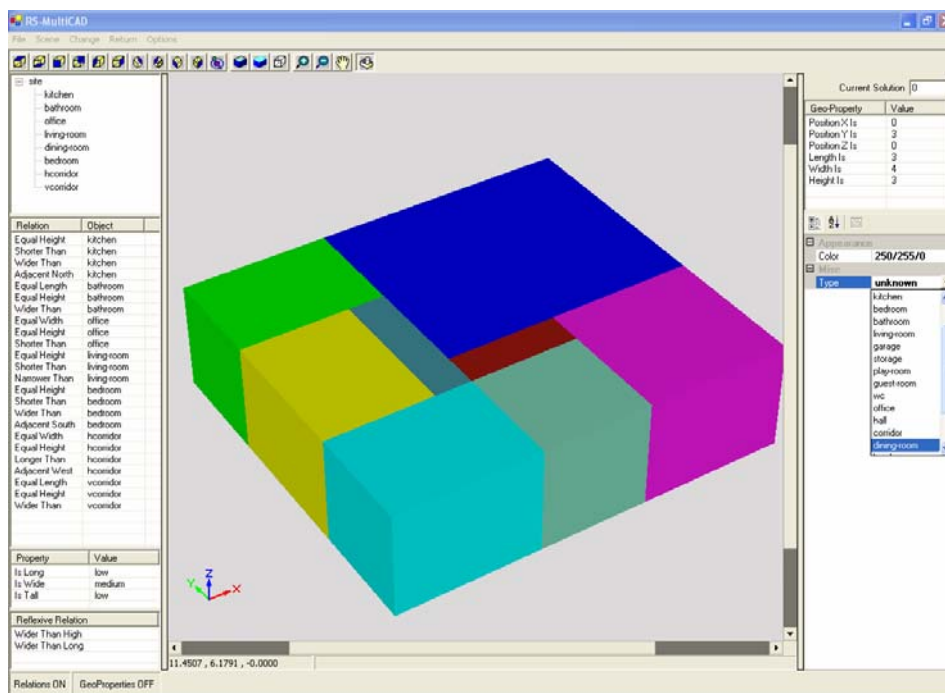 RS-MultiCAD
File Scene Change Return Options
site
kitchen
bathroom
office
living-room
dining-room
bedroom
hcorridor
vcorridor
Relation Object
Equal Height kitchen
Shorter Than kitchen
Wider Than kitchen
Adjacent North kitchen
Equal Length bathroom
Equal Height bathroom
Wider Than bathroom
Equal Width office
Equal Height office
Shorter Than office
Equal Height living-room
Shorter Than living-room
Narrower Than living-room
Equal Height bedroom
Shorter Than bedroom
Wider Than bedroom
Adjacent South bedroom
Equal Width hcorridor
Equal Height hcorridor
Longer Than hcorridor
Adjacent West hcorridor
Equal Length vcorridor
Equal Height vcorridor
Wider Than vcorridor
Property Value
Is Long low
Is Wide medium
Is Tall low
Reflexive Relation
Wider Than High
Wider Than Long
Relations ON GeoProperties OFF
Z
Y
X
11.4507 , 6.1791 , -0.0000
Current Solution 0
Geo-Property Value
Position X Is 0
Position Y Is 3
Position Z Is 0
Length Is 3
Width Is 4
Height Is 3
Appearance
Color 250/255/0
Misc
Type unknown
kitchen
bedroom
bathroom
living-room
garage
storage
play-room
guest-room
wc
office
hall
corridor
dining-room